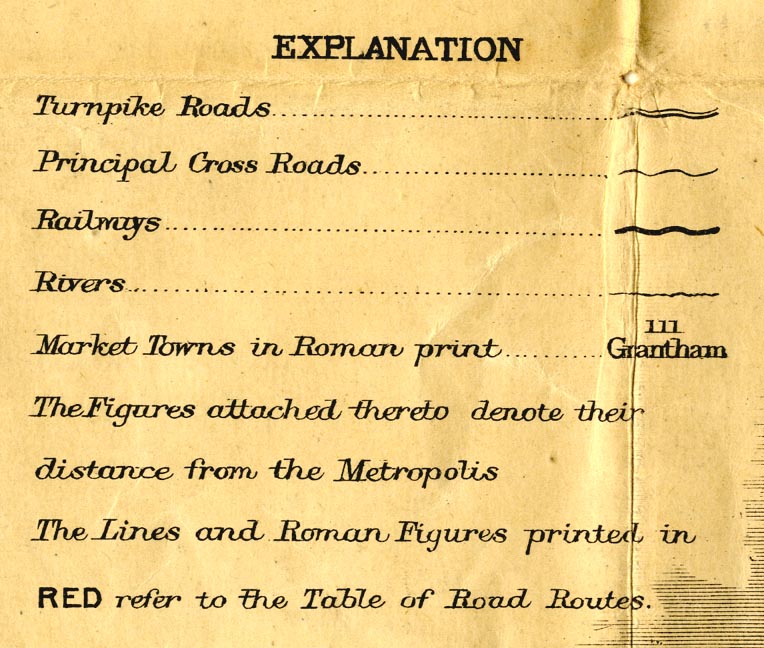 EXPLANATION
Turnpike Roads
Principal Cross Roads
Railways
Rivers
111
Market Towns in Roman print Grantham
The Figures attached thereto denote their
distance from the Metropolis
The Lines and Roman Figures printed in
RED refer to the Table of Road Routes.